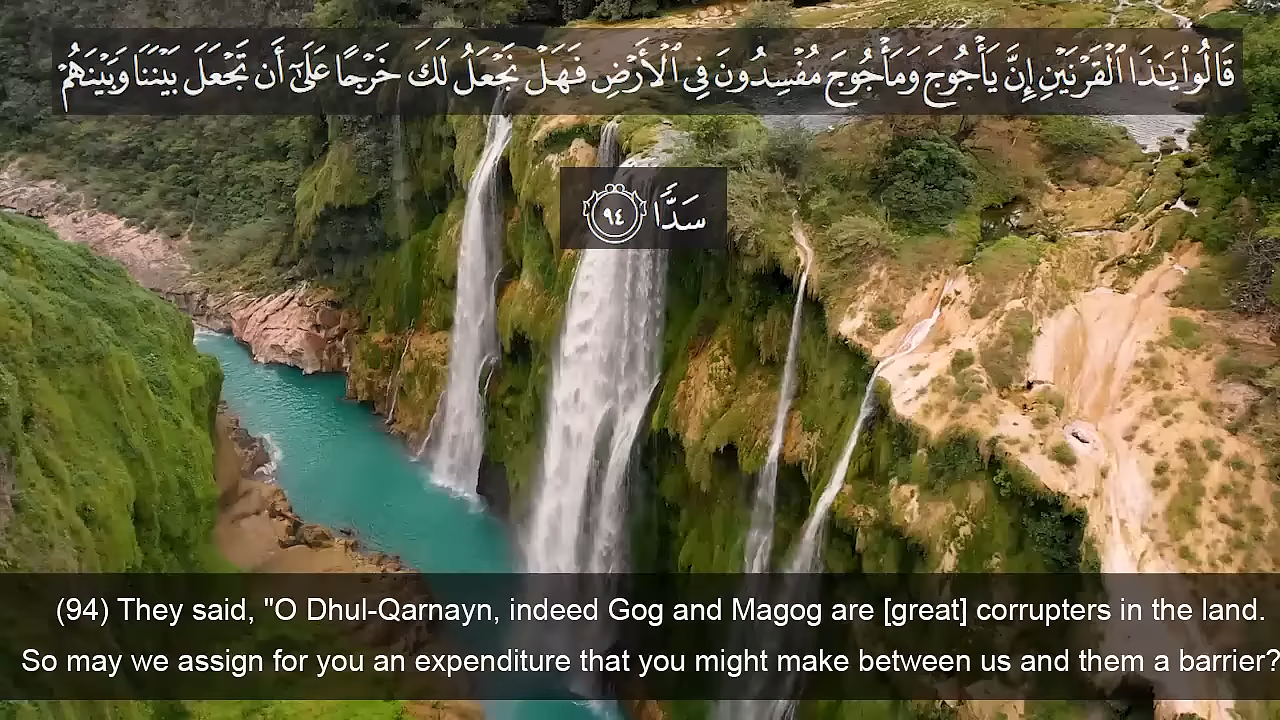 قَالُوا۟ يَـٰذَا ٱلْقَرْنَيْنِ إِنَّ يَأْجُوجَ وَمَأْجُوجَ مُفْسِدُونَ فِى ٱلْأَرْضِ فَهَلْ نَجْعَلُ لَكَ خَرْجًا عَلَىٰٓ أَن تَجْعَلَ بَيْنَنَا وَبَيْنَهُمْ
سَدًّا ٩٤
(94) They said, "O Dhul-Qarnayn, indeed Gog and Magog are [great] corrupters in the land.
So may we assign for you an expenditure that you might make between us and them a barrier?